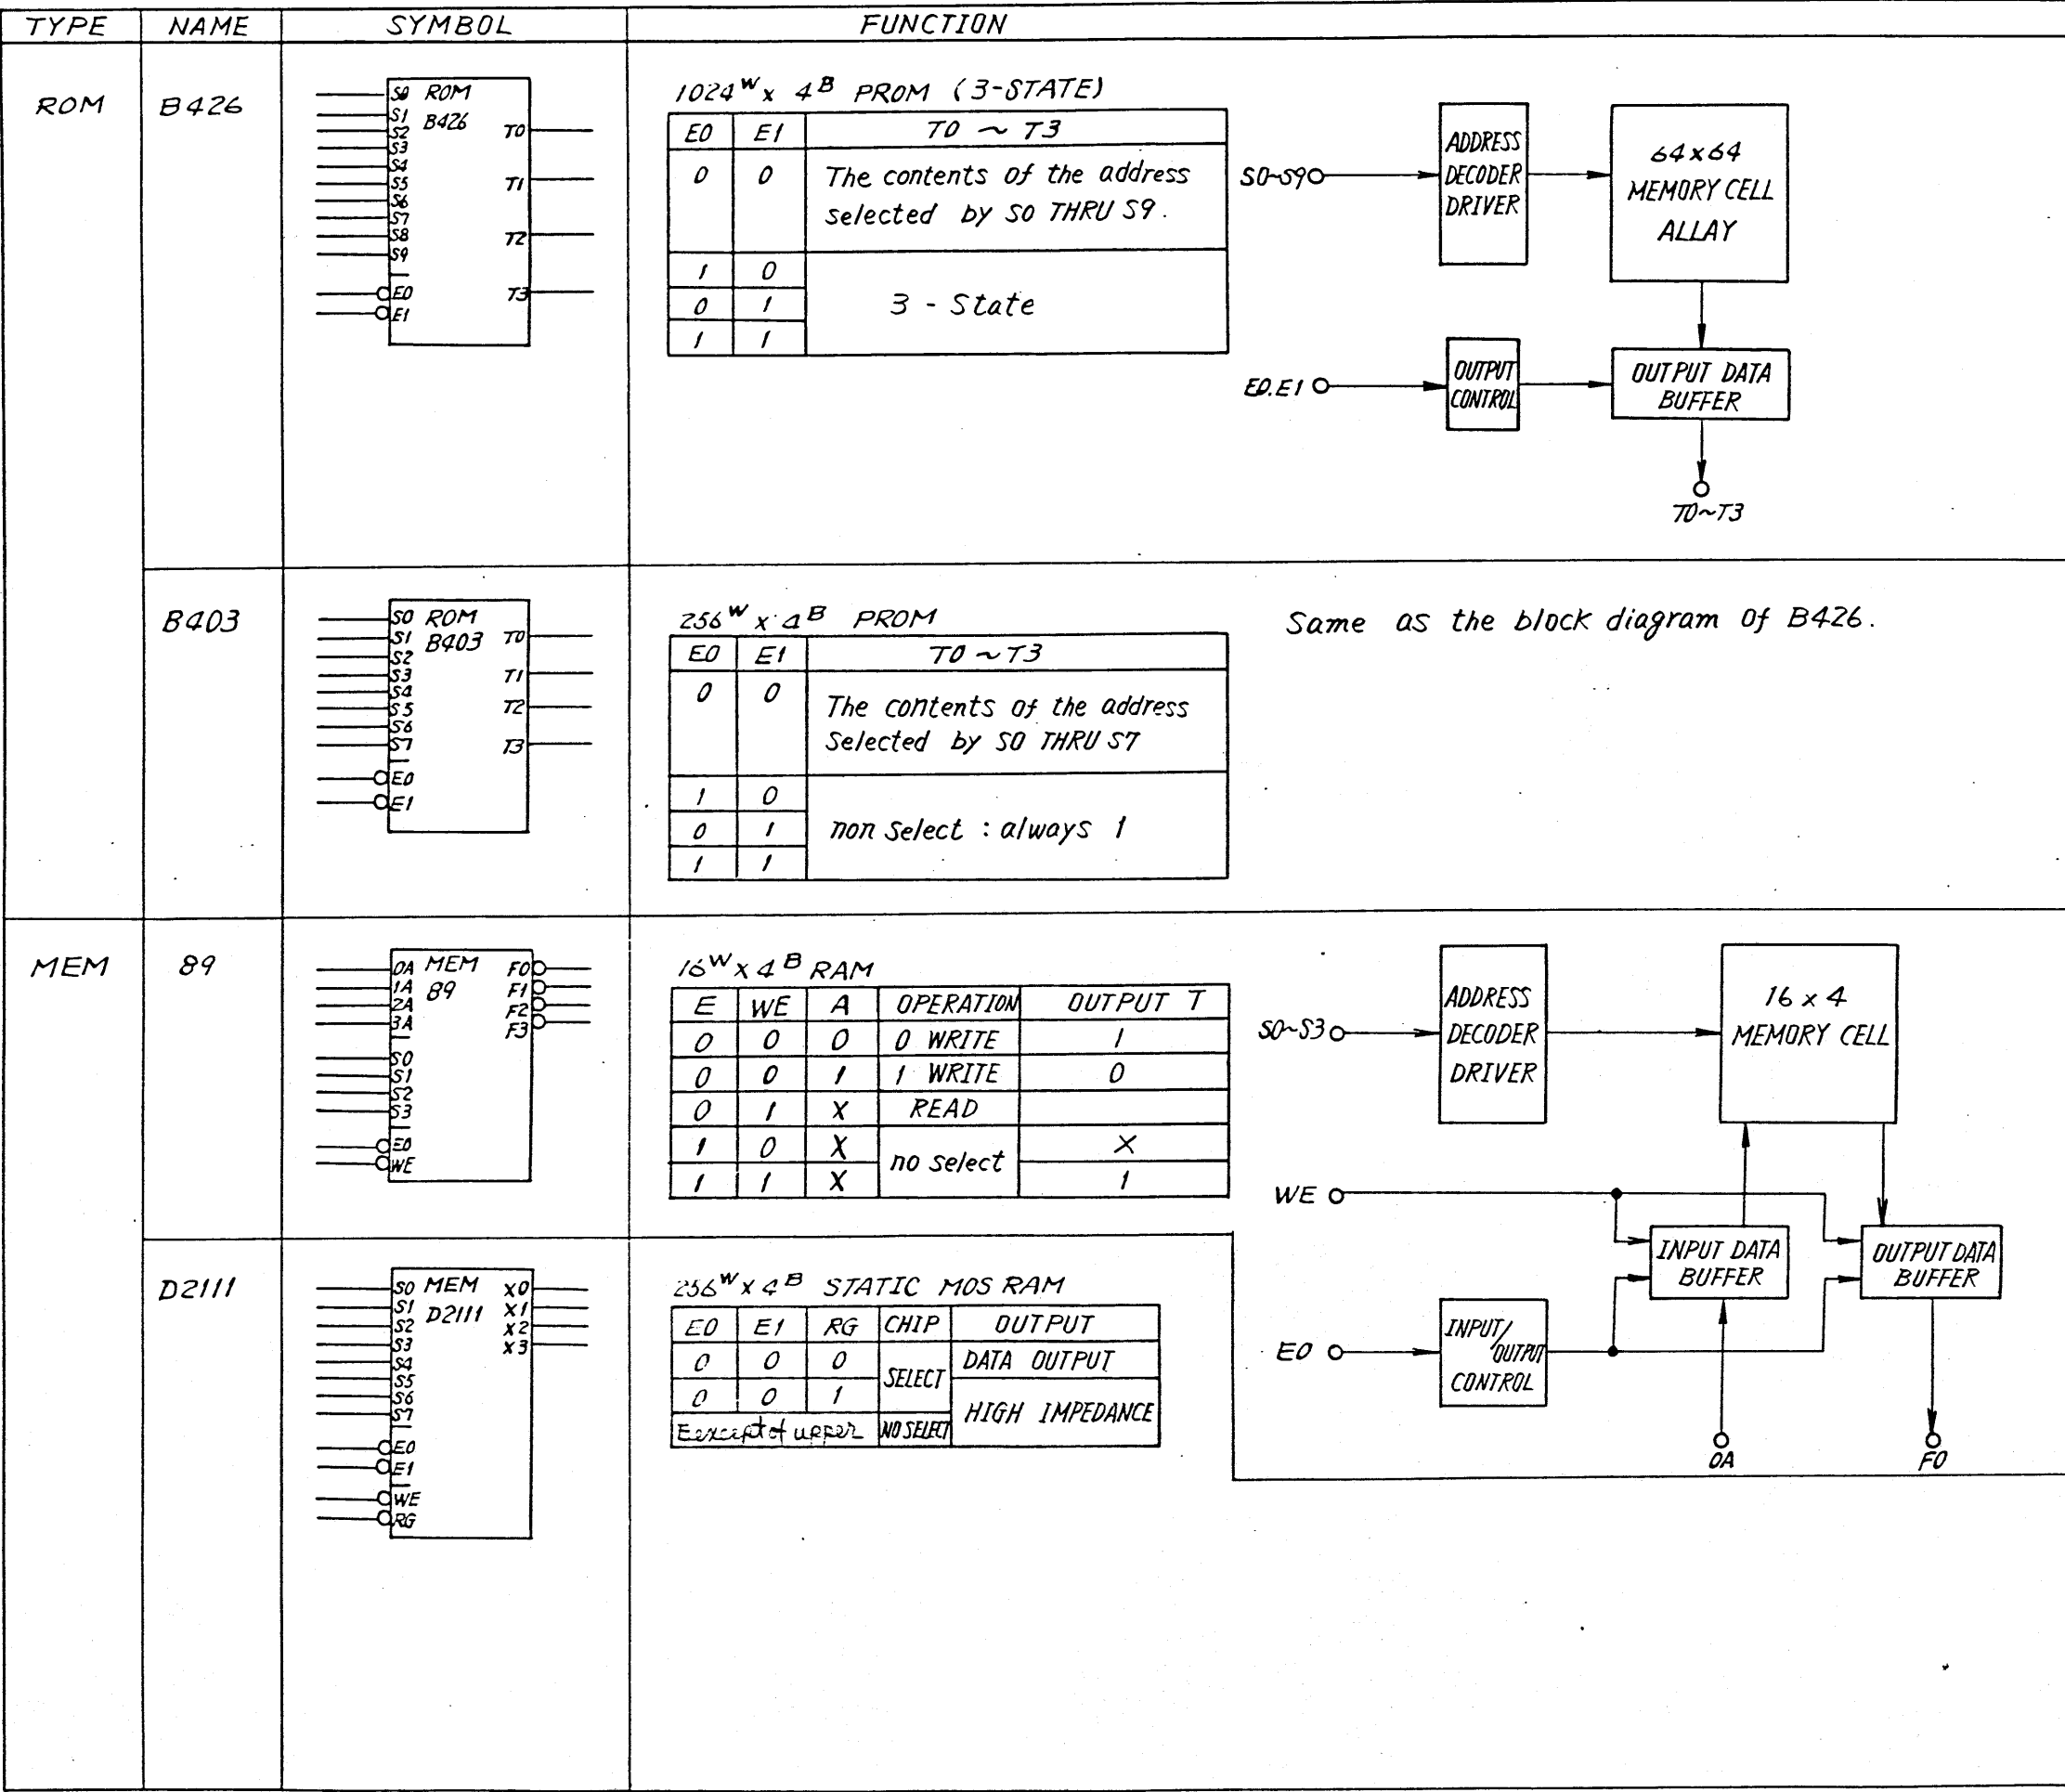 TYPE NAME SYMBOL FUNCTION
ROM B426
S0 ROM
S1 B426
S2 T0
S3
S4
S5 T1
S6
S7
S8 T2
S9
E0 T3
E1
1024W x 4B PROM (3-STATE)
E0 E1 T0 ~ T3
0 0 The contents of the address
selected by S0 THRU S9.
1 0
0 1 3 - State
1 1
S0~S9
ADDRESS
DECODER
DRIVER
64x64
MEMORY CELL
ALLAY
E0.E1
OUTPUT
CONTROL
OUTPUT DATA
BUFFER
T0~T3
B403
S0 ROM
S1 B403 T0
S2
S3 T1
S4
S5 T2
S6
S7 T3
E0
E1
256W x 4B PROM
E0 E1 T0 ~ T3
0 0 The contents of the address
Selected by S0 THRU S7
1 0
0 1 non Select : always 1
1 1
Same as the block diagram of B426.
MEM 89
0A MEM F0
1A 89 F1
2A F2
3A F3
S0
S1
S2
S3
E0
WE
16W x 4B RAM
E WE A OPERATION OUTPUT T
0 0 0 0 WRITE 1
0 0 1 1 WRITE 0
0 1 X READ
1 0 X no select X
1 1 X 1
S0~S3
ADDRESS
DECODER
DRIVER
16 x 4
MEMORY CELL
WE
INPUT DATA
BUFFER
OUTPUT DATA
BUFFER
E0
INPUT/
OUTPUT
CONTROL
0A
F0
D2111
S0 MEM X0
S1 D2111 X1
S2 X2
S3 X3
S4
S5
S6
S7
E0
E1
WE
RG
256W x 4B STATIC MOS RAM
E0 E1 RG CHIP OUTPUT
0 0 0 SELECT DATA OUTPUT
0 0 1 HIGH IMPEDANCE
Eexcept of upper NO SELECT